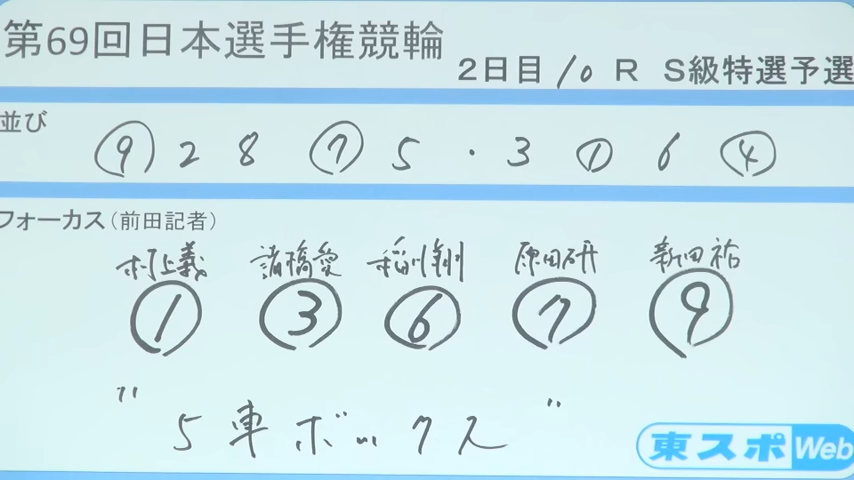 第69回日本選手権競輪
2日目 10 R S級特選予選
並び
⑨ 2 8 ⑦ 5 ・ 3 ① 6 ④
フォーカス（前田記者）
村上義 諸橋愛 稲川翔 原田研 新田祐
① ③ ⑥ ⑦ ⑨
"5車ボックス"
東スポWeb